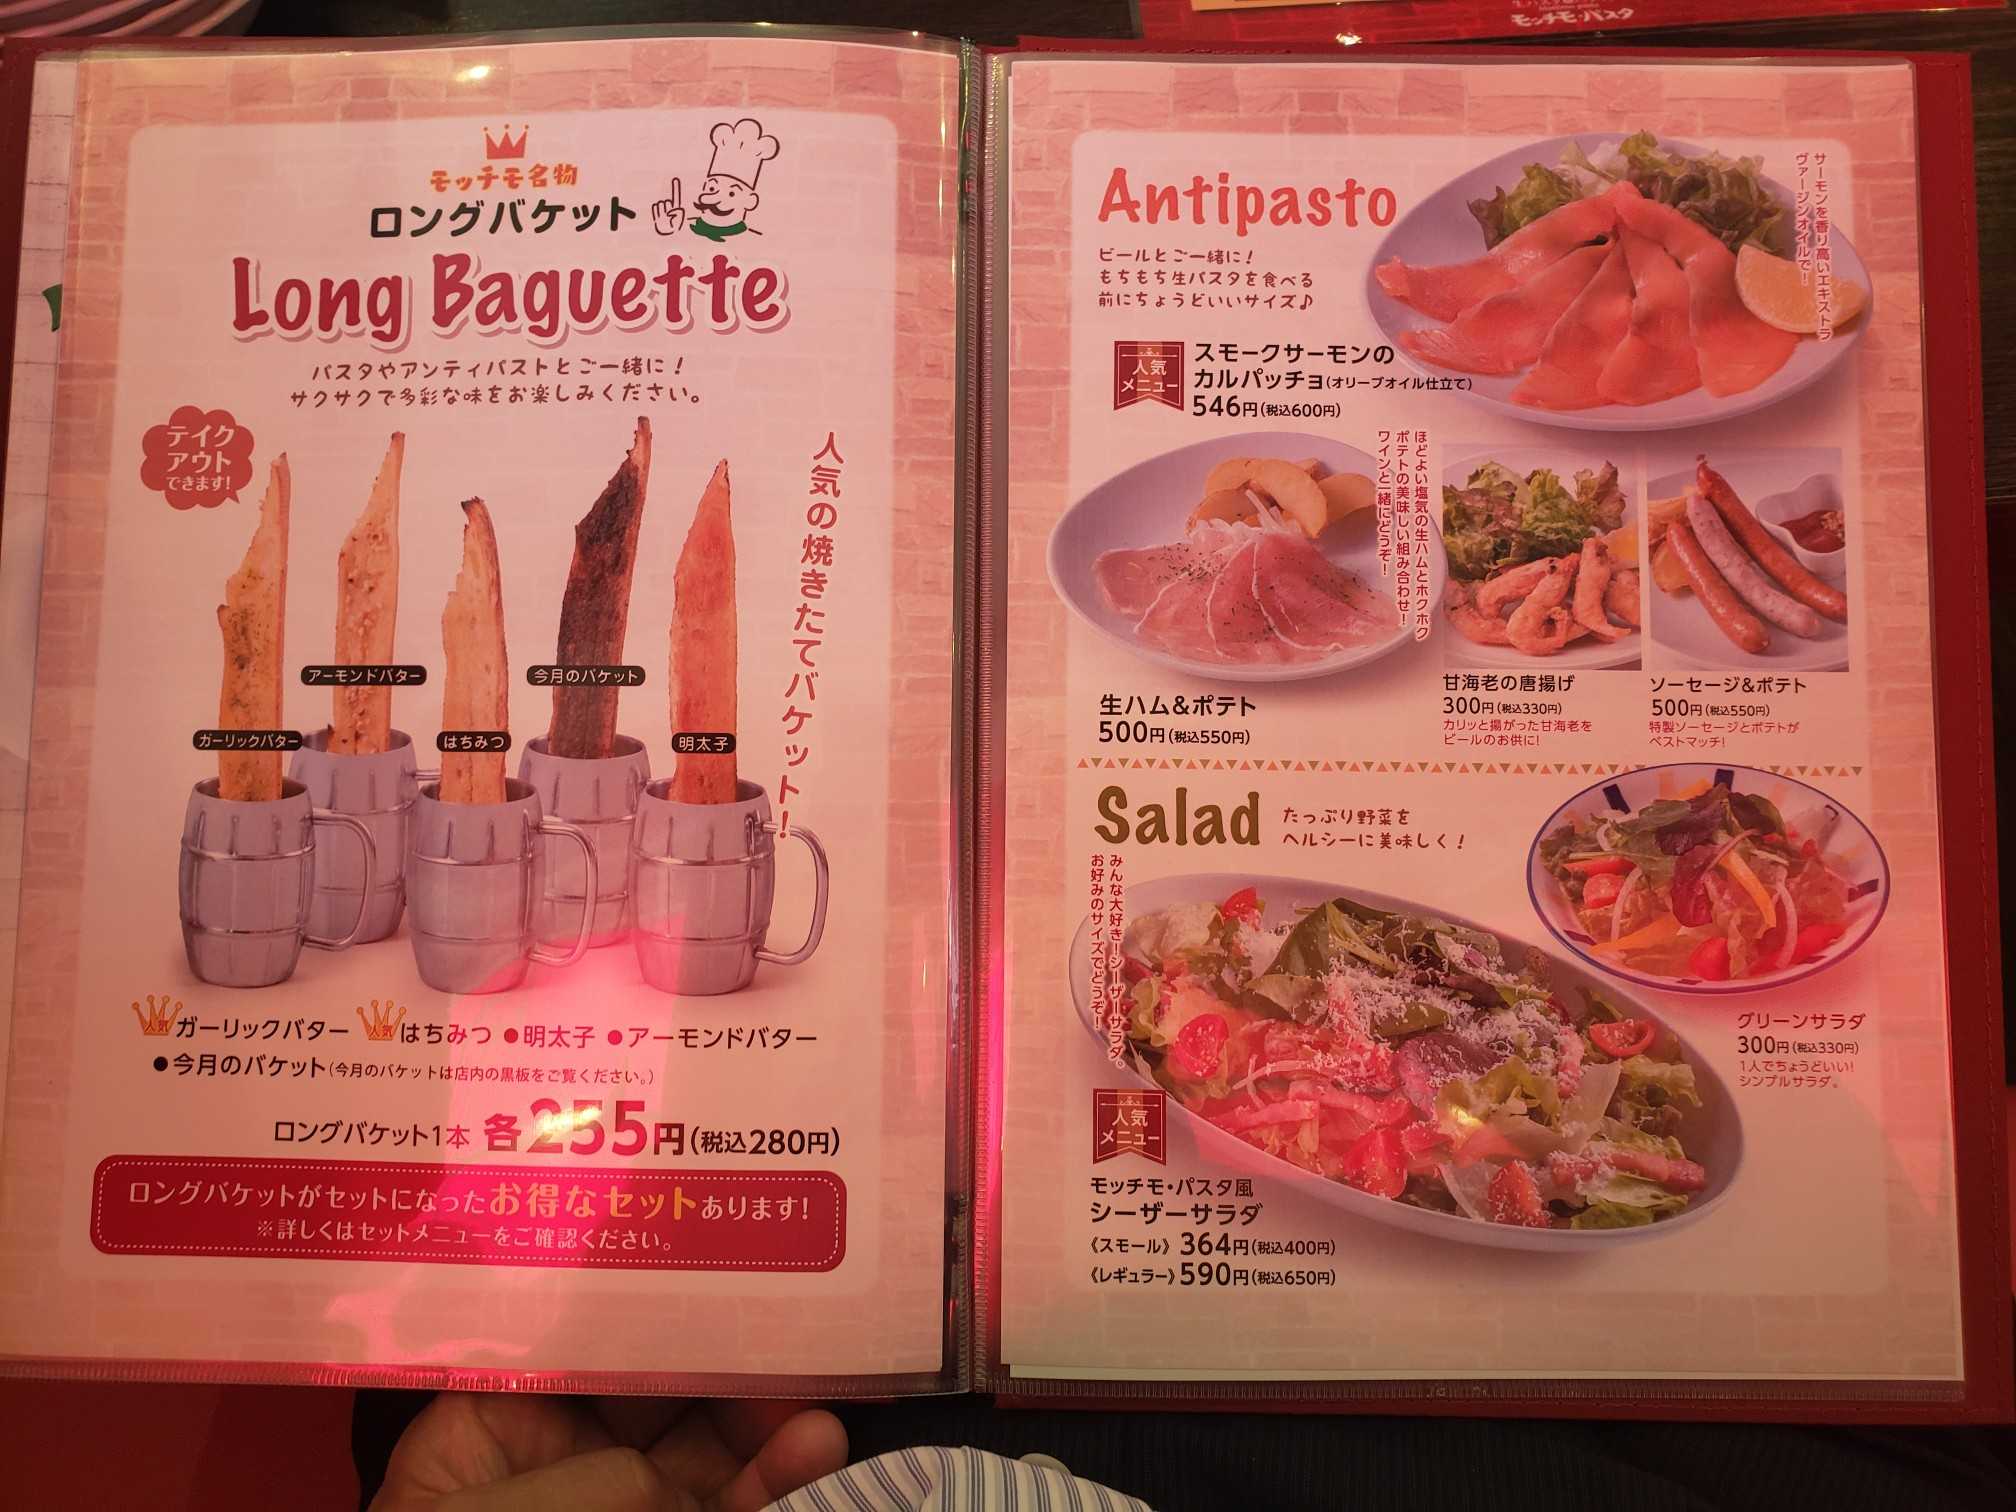 モッチモ・パスタ
モッチモ名物
ロングバケット
Long Baguette
パスタやアンティパストとご一緒に!
サクサクで多彩な味をお楽しみください。
テイク
アウト
できます!
人気の焼きたてバケット!
アーモンドバター
今月のバケット
ガーリックバター
はちみつ
明太子
人気 ガーリックバター 人気 はちみつ ●明太子 ●アーモンドバター
●今月のバケット(今月のバケットは店内の黒板をご覧ください。)
ロングバケット1本 各255円(税込280円)
ロングバケットがセットになったお得なセットあります!
※詳しくはセットメニューをご確認ください。
Antipasto
ビールとご一緒に!
もちもち生パスタを食べる
前にちょうどいいサイズ♪
サーモンを香り高いエキストラ
ヴァージンオイルで!
人気
メニュー
スモークサーモンの
カルパッチョ(オリーブオイル仕立て)
546円(税込600円)
ほどよい塩気の生ハムとホクホク
ポテトの美味しい組み合わせ!
ワインと一緒にどうぞ!
生ハム&ポテト
500円(税込550円)
甘海老の唐揚げ
300円(税込330円)
カリッと揚がった甘海老を
ビールのお供に!
ソーセージ&ポテト
500円(税込550円)
特製ソーセージとポテトが
ベストマッチ!
Salad
たっぷり野菜を
ヘルシーに美味しく!
みんな大好き!シーザーサラダ。
お好みのサイズでどうぞ!
グリーンサラダ
300円(税込330円)
1人でちょうどいい!
シンプルサラダ。
人気
メニュー
モッチモ・パスタ風
シーザーサラダ
《スモール》364円(税込400円)
《レギュラー》590円(税込650円)